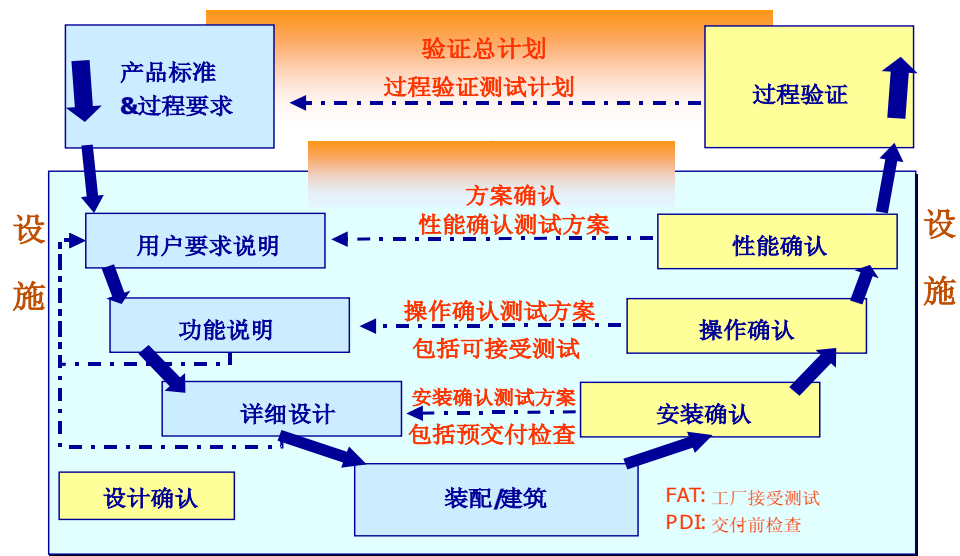 验证总计划
过程验证测试计划
产品标准
&过程要求
过程验证
方案确认
性能确认测试方案
设
施
用户要求说明
性能确认
设
施
操作确认测试方案
包括可接受测试
功能说明
操作确认
安装确认测试方案
包括预交付检查
详细设计
安装确认
设计确认
装配/建筑
FAT: 工厂接受测试
PDI: 交付前检查